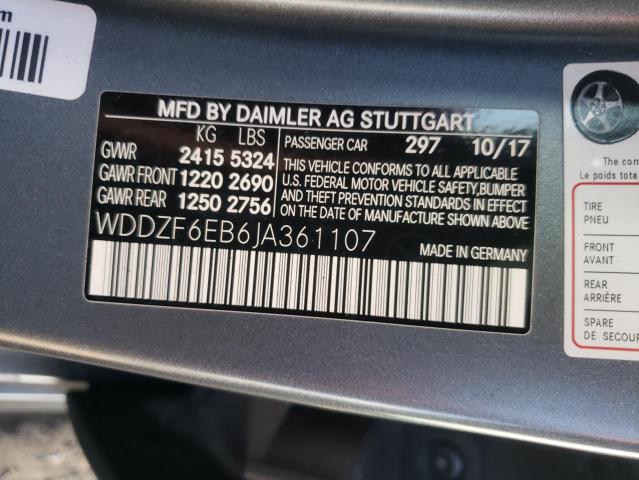 m
MFD BY DAIMLER AG STUTTGART
KG LBS
GVWR 2415 5324
GAWR FRONT 1220 2690
GAWR REAR 1250 2756
PASSENGER CAR 297 10/17
THIS VEHICLE CONFORMS TO ALL APPLICABLE
U.S. FEDERAL MOTOR VEHICLE SAFETY,BUMPER
AND THEFT PREVENTION STANDARDS IN EFFECT
ON THE DATE OF MANUFACTURE SHOWN ABOVE.
WDDZF6EB6JA361107
MADE IN GERMANY
The com
Le poids total
TIRE
PNEU
FRONT
AVANT
REAR
ARRIÈRE
SPARE
DE SECOUR